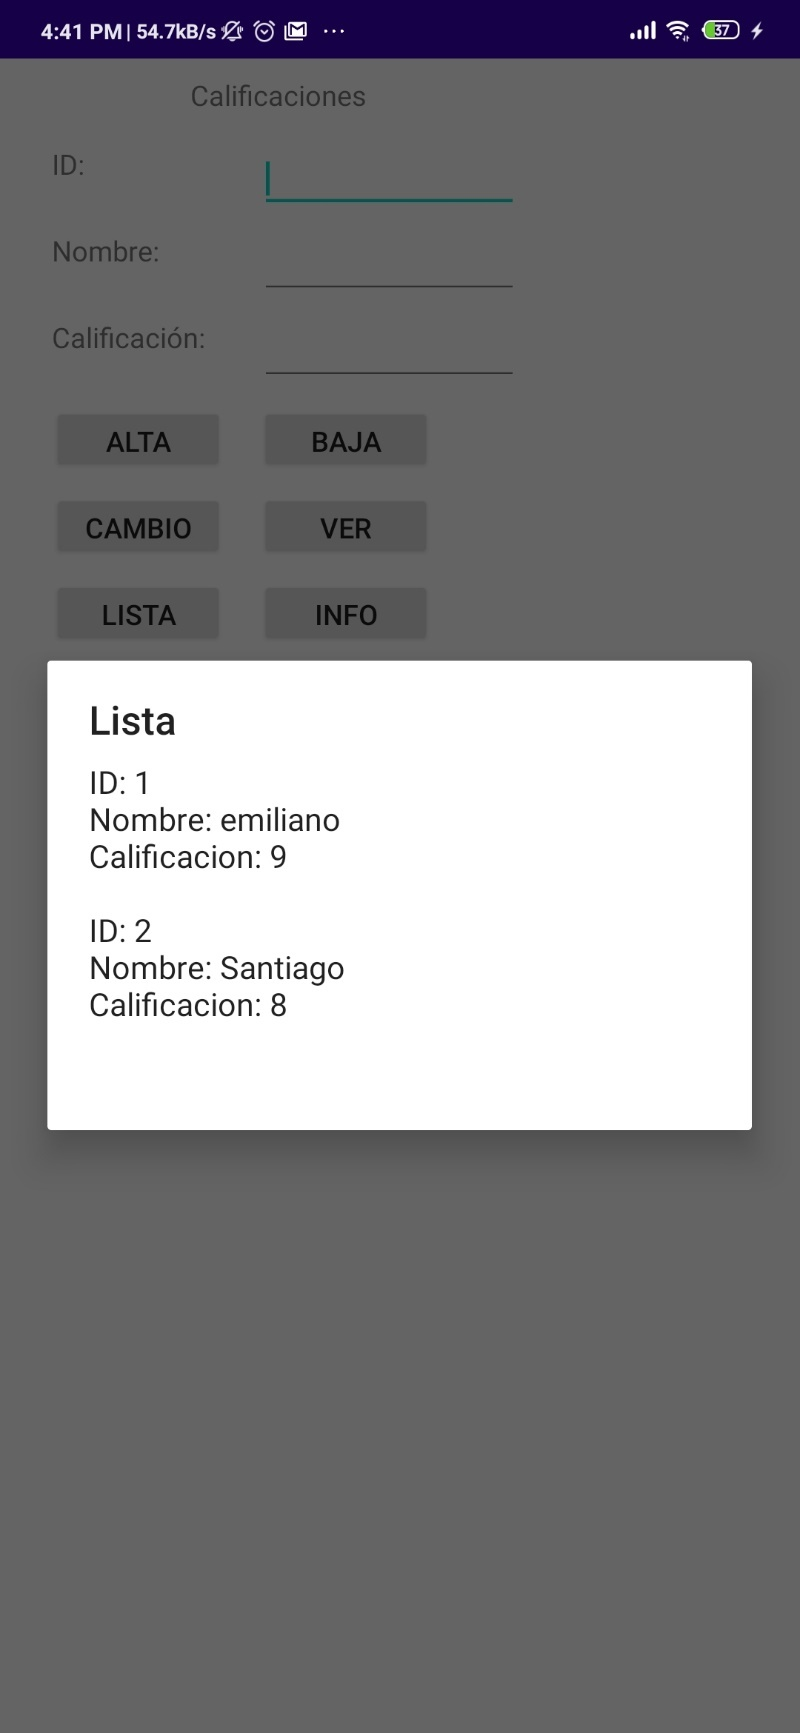 4:41 PM | 54.7kB/s ... 37
Calificaciones
ID:
Nombre:
Calificación:
ALTA BAJA
CAMBIO VER
LISTA INFO
Lista
ID: 1
Nombre: emiliano
Calificacion: 9
ID: 2
Nombre: Santiago
Calificacion: 8